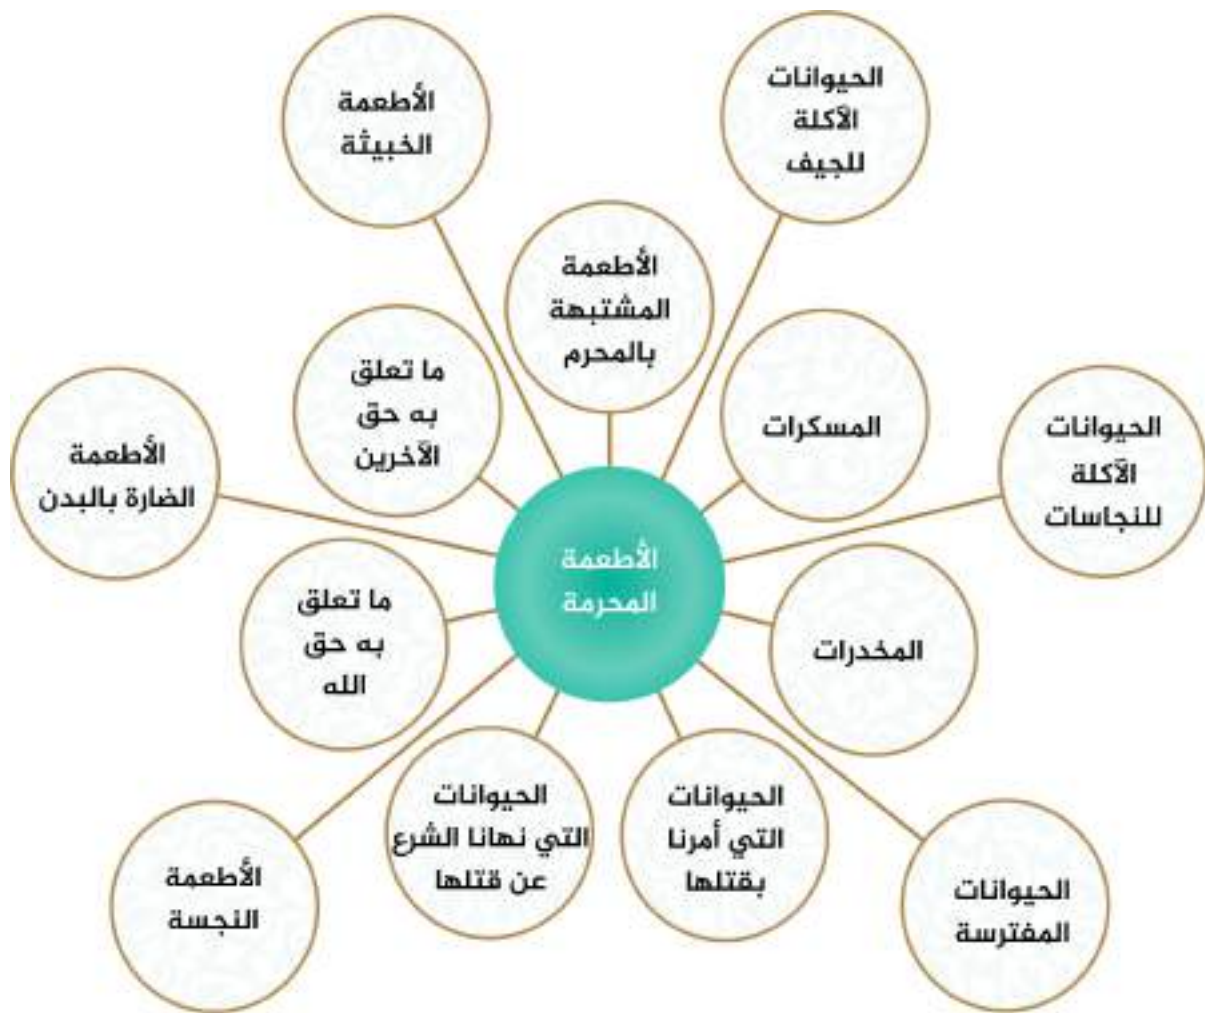 الأطعمة
المحرمة
الأطعمة
المشتبهة
بالمحرم
الحيوانات
الآكلة
للجيف
المسكرات
الحيوانات
الآكلة
للنجاسات
المخدرات
الحيوانات
المفترسة
الحيوانات
التي أمرنا
بقتلها
الحيوانات
التي نهانا الشرع
عن قتلها
الأطعمة
النجسة
ما تعلق
به حق
الله
الأطعمة
الضارة بالبدن
ما تعلق
به حق
الآخرين
الأطعمة
الخبيثة